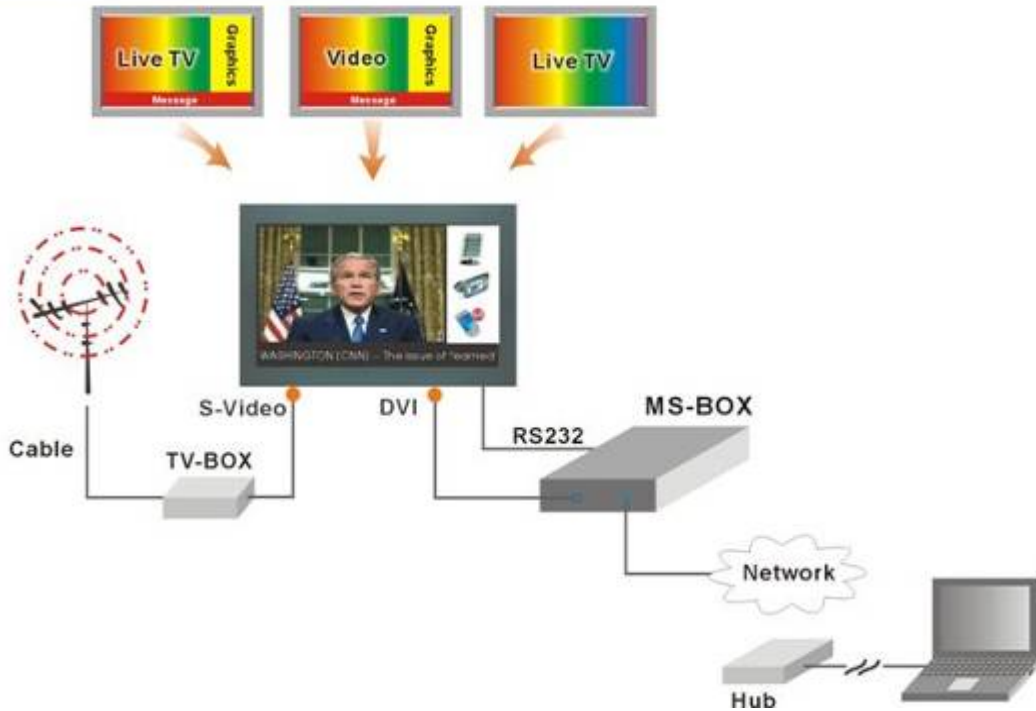 Live TV
Graphics
Message
Video
Graphics
Message
Live TV
WASHINGTON (CNN) – The issue of "earned
S-Video
DVI
MS-BOX
RS232
Cable
TV-BOX
Network
Hub